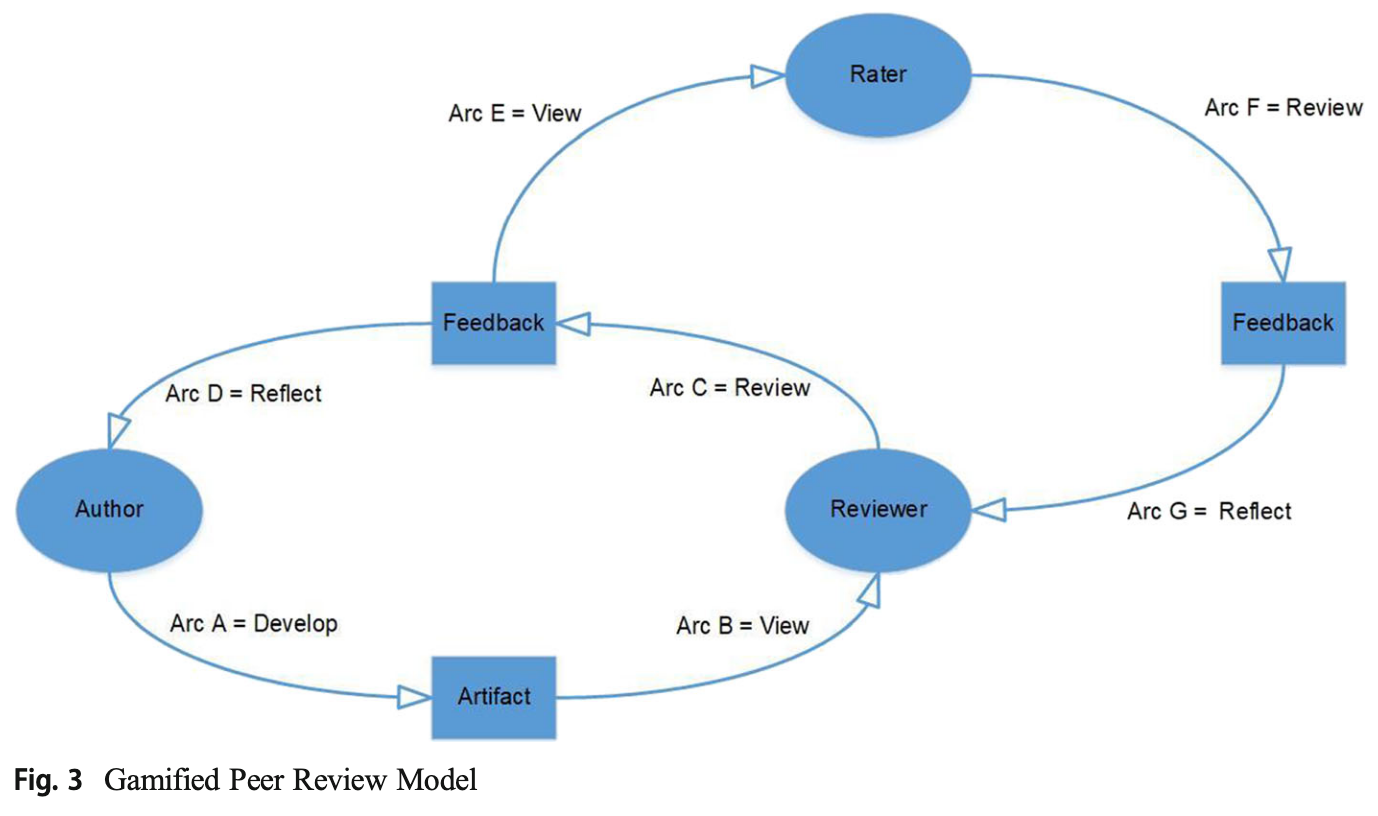 Rater
Arc E = View
Arc F = Review
Feedback
Feedback
Arc D = Reflect
Arc C = Review
Author
Reviewer
Arc G = Reflect
Arc A = Develop
Arc B = View
Artifact
Fig. 3 Gamified Peer Review Model